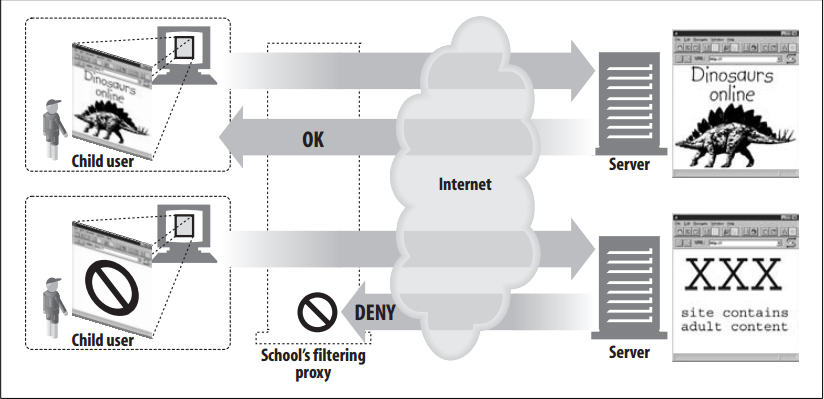 Dinosaurs
online
Child user
OK
Internet
Server
Dinosaurs
online
Child user
DENY
School's filtering
proxy
Server
XXX
site contains
adult content